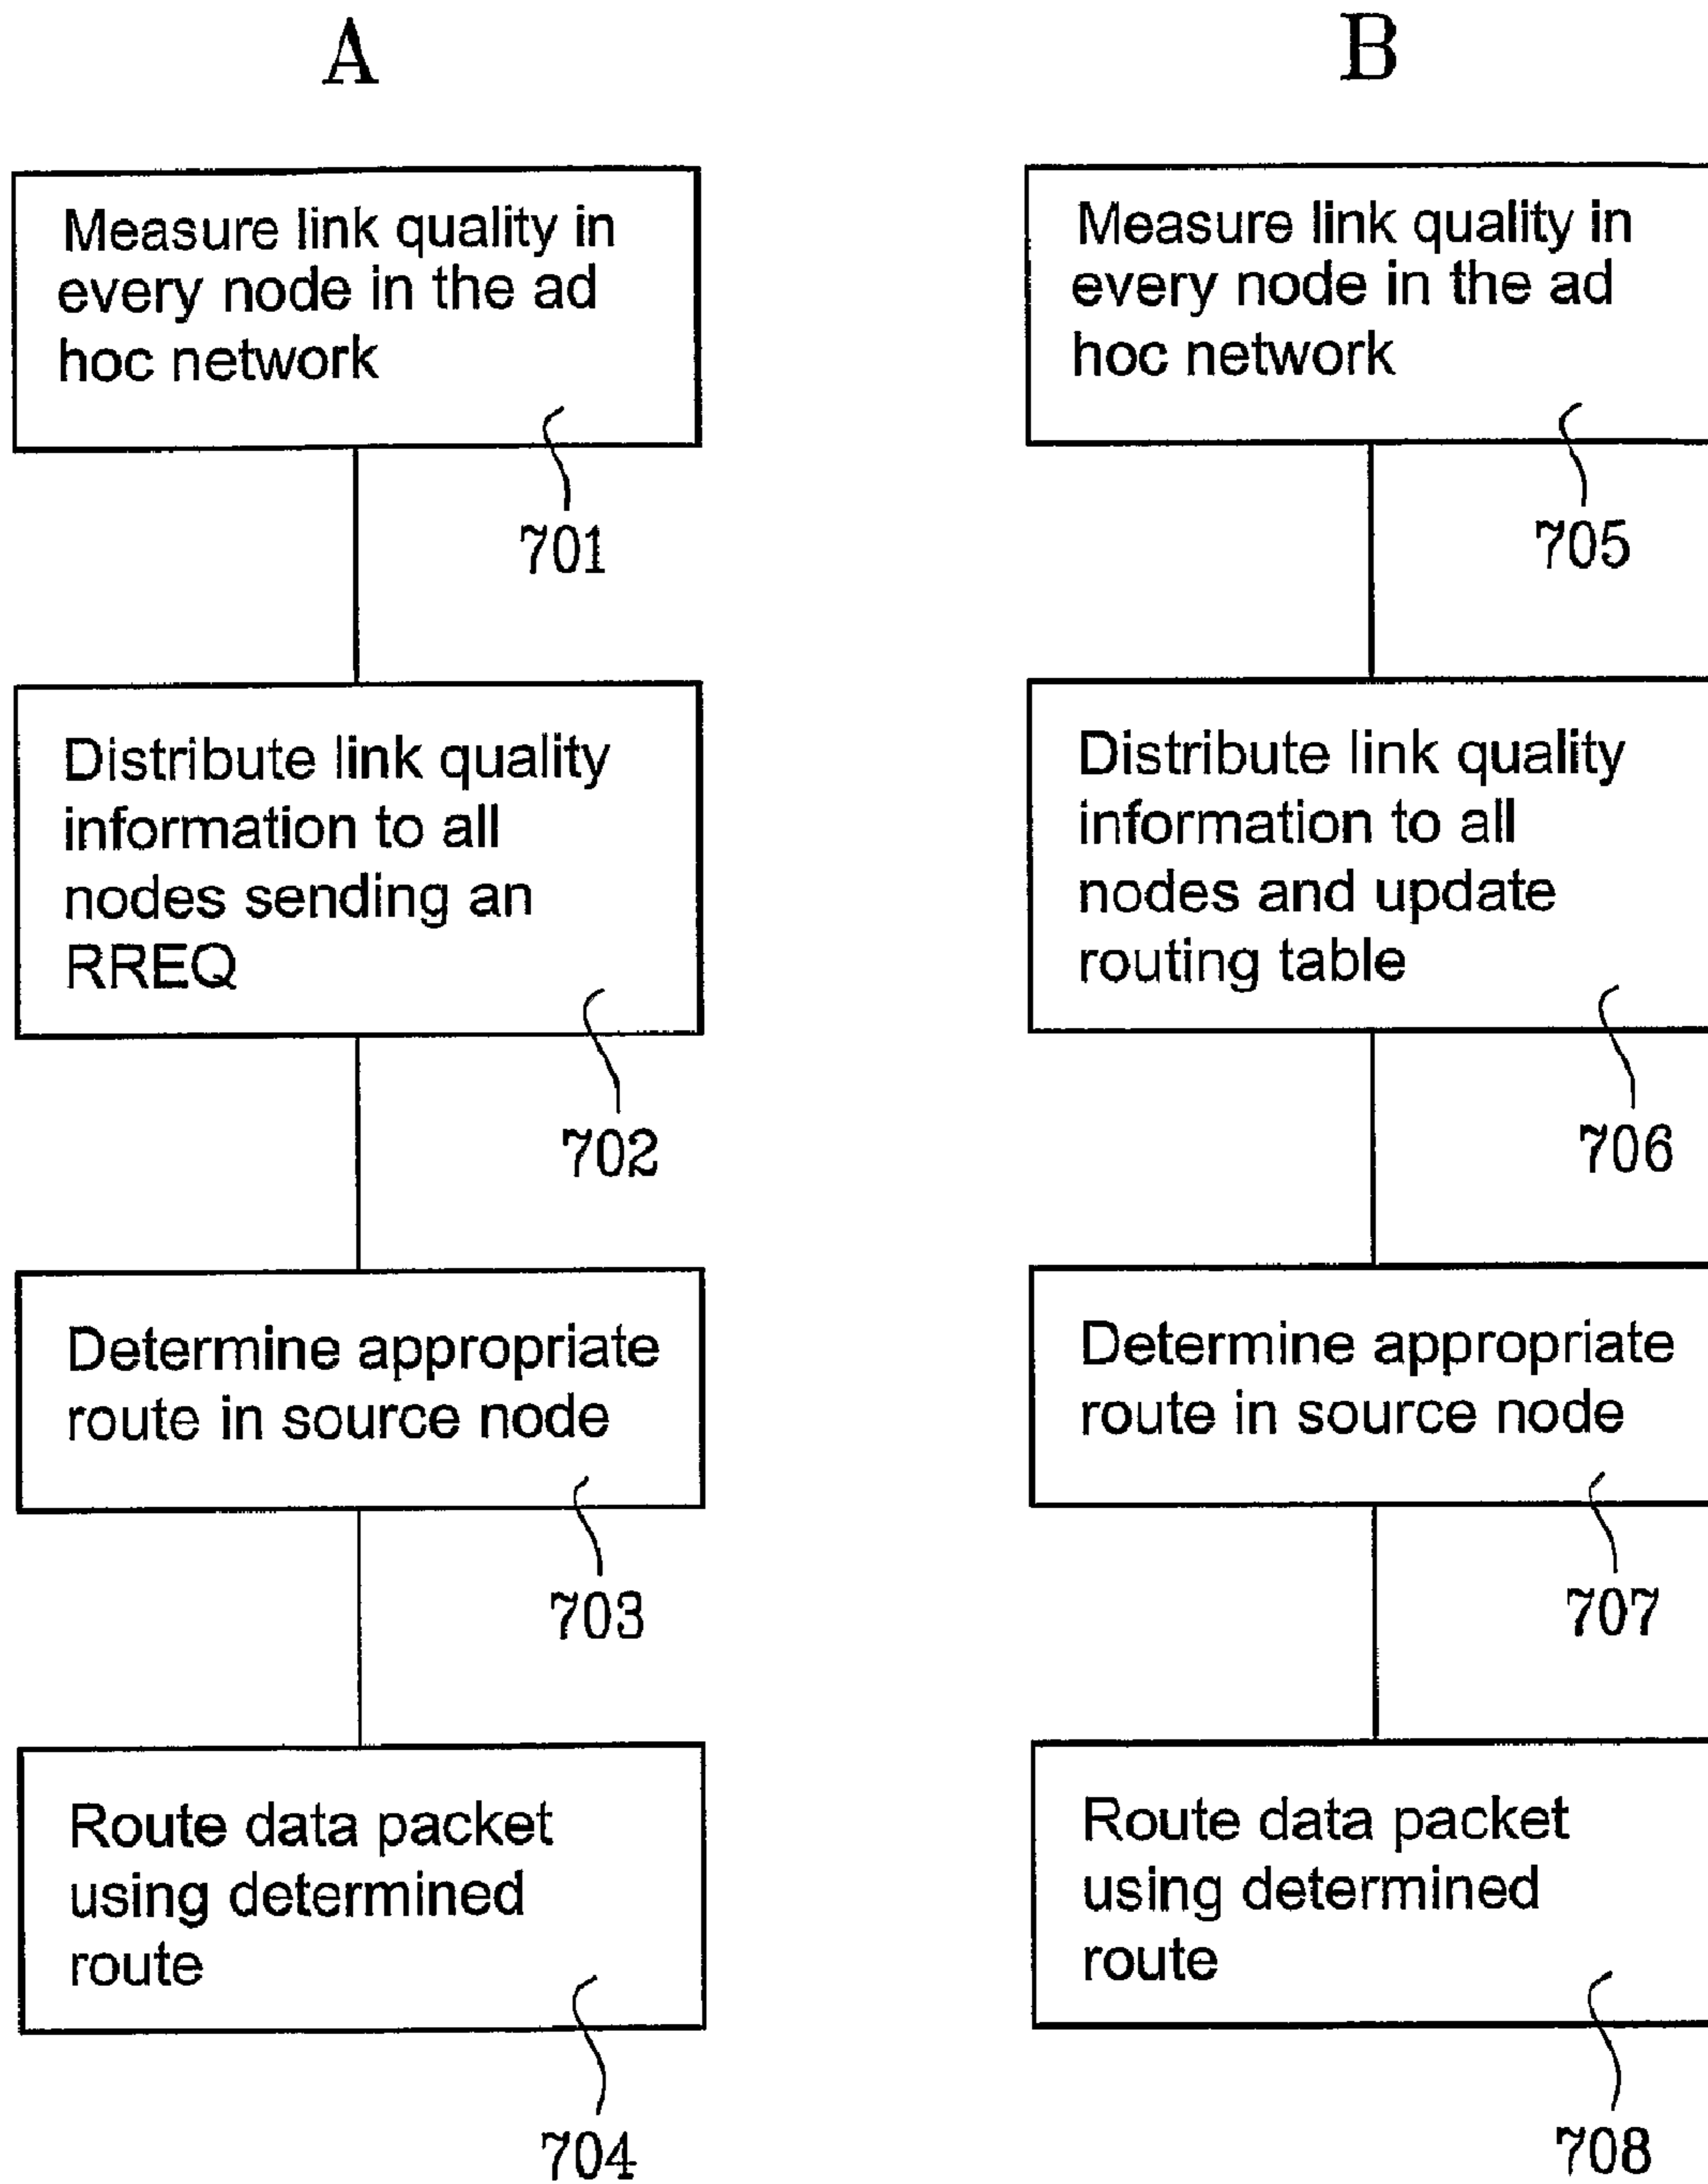 A
Measure link quality in
every node in the ad
hoc network
701
Distribute link quality
information to all
nodes sending an
RREQ
702
Determine appropriate
route in source node
703
Route data packet
using determined
route
704
B
Measure link quality in
every node in the ad
hoc network
705
Distribute link quality
information to all
nodes and update
routing table
706
Determine appropriate
route in source node
707
Route data packet
using determined
route
708